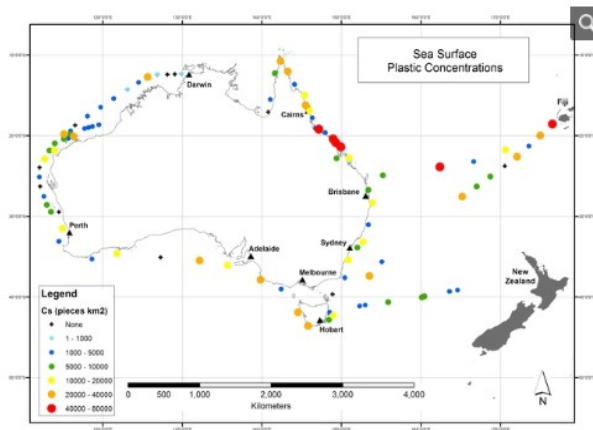 Sea Surface
Plastic Concentrations
Darwin
Cairns
Fiji
Brisbane
Perth
Adelaide
Sydney
Melbourne
New
Zealand
Hobert
Legend
Cs (pieces km2)
None
1 - 1000
1000 - 5000
5000 - 10000
10000 - 20000
20000 - 40000
40000 - 80000
0 500 1,000 2,000 3,000 4,000
Kilometers
N